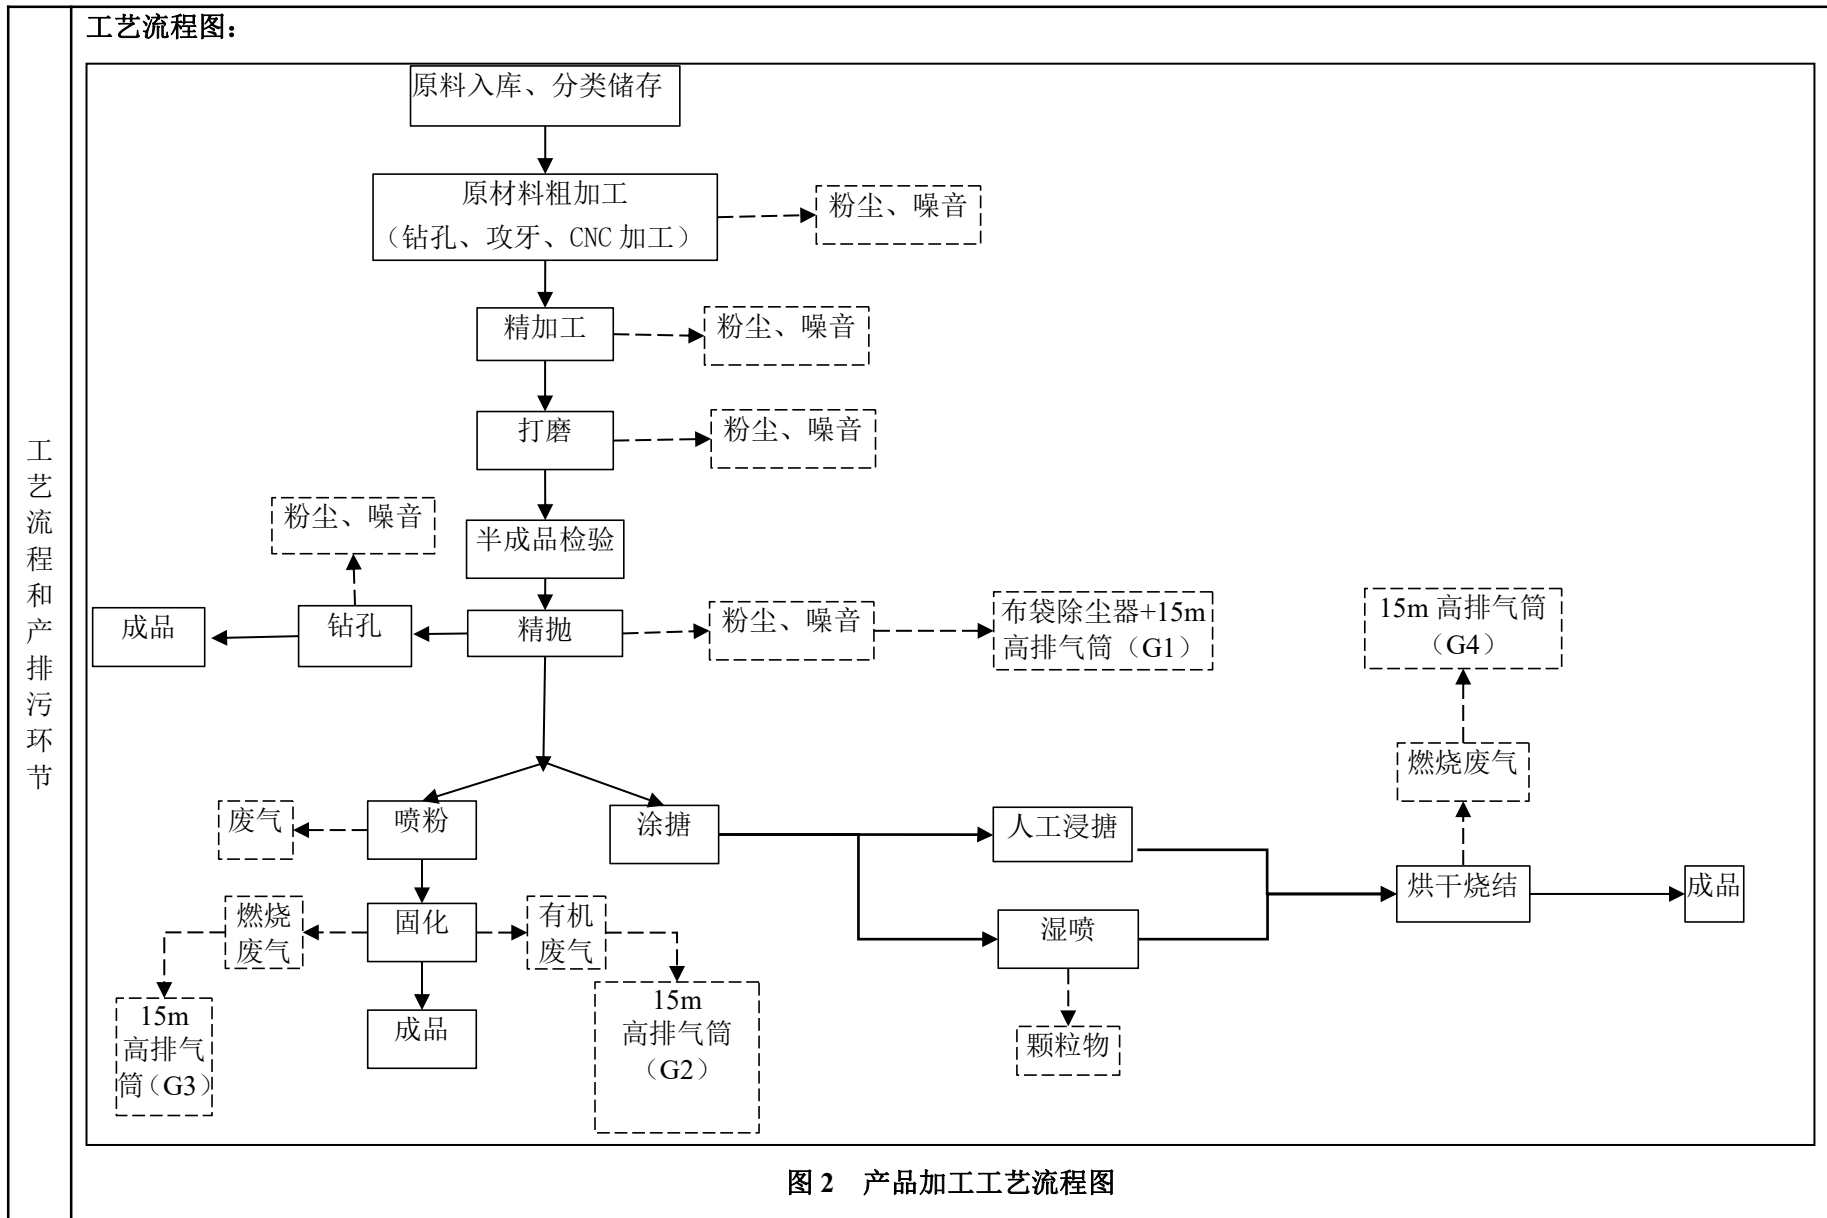 工艺流程和产排污环节
工艺流程图：
原料入库、分类储存
原材料粗加工
（钻孔、攻牙、CNC 加工）
粉尘、噪音
精加工
粉尘、噪音
打磨
粉尘、噪音
粉尘、噪音
半成品检验
成品
钻孔
精抛
粉尘、噪音
布袋除尘器+15m
高排气筒（G1）
15m 高排气筒
（G4）
燃烧废气
废气
喷粉
涂搪
人工浸搪
烘干烧结
成品
燃烧
废气
固化
有机
废气
湿喷
15m
高排气
筒（G3）
成品
15m
高排气筒
（G2）
颗粒物
图 2 产品加工工艺流程图